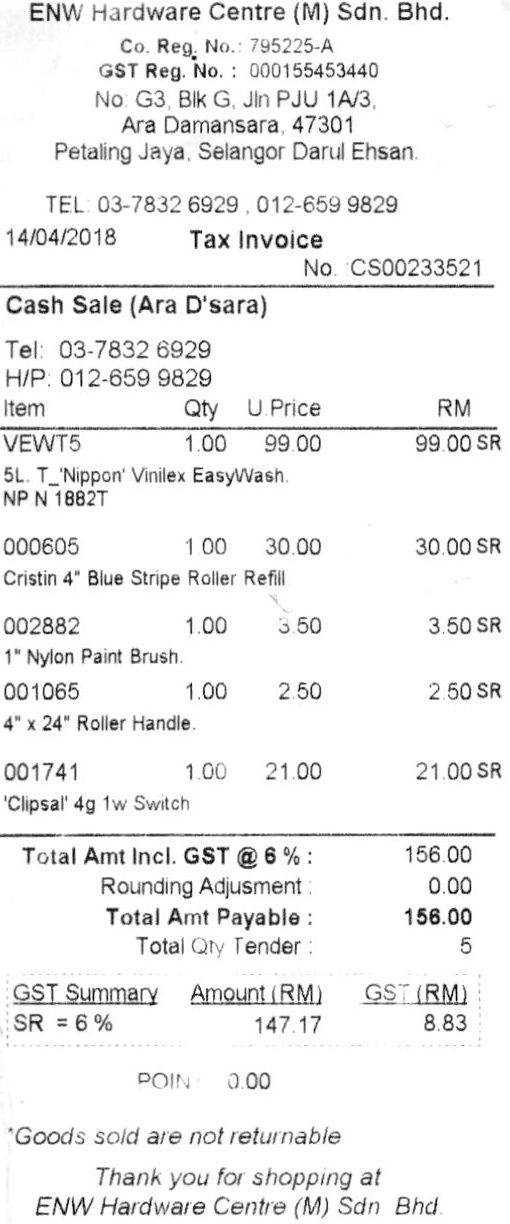 ENW Hardware Centre (M) Sdn. Bhd.
Co. Reg. No.: 795225-A
GST Reg. No. : 000155453440
No: G3, Blk G, Jln PJU 1A/3,
Ara Damansara, 47301
Petaling Jaya, Selangor Darul Ehsan.
TEL: 03-7832 6929 , 012-659 9829
14/04/2018 Tax Invoice
No. :CS00233521
Cash Sale (Ara D'sara)
Tel: 03-7832 6929
H/P: 012-659 9829
Item Qty U.Price RM
VEWT5 1.00 99.00 99.00 SR
5L. T_'Nippon' Vinilex EasyWash.
NP N 1882T
000605 1.00 30.00 30.00 SR
Cristin 4" Blue Stripe Roller Refill
002882 1.00 3.50 3.50 SR
1" Nylon Paint Brush.
001065 1.00 2.50 2.50 SR
4" x 24" Roller Handle.
001741 1.00 21.00 21.00 SR
'Clipsal' 4g 1w Switch
Total Amt Incl. GST @ 6 % : 156.00
Rounding Adjusment : 0.00
Total Amt Payable : 156.00
Total Qty Tender : 5
GST Summary Amount (RM) GST (RM)
SR = 6 % 147.17 8.83
POIN : 0.00
*Goods sold are not returnable
Thank you for shopping at
ENW Hardware Centre (M) Sdn Bhd.